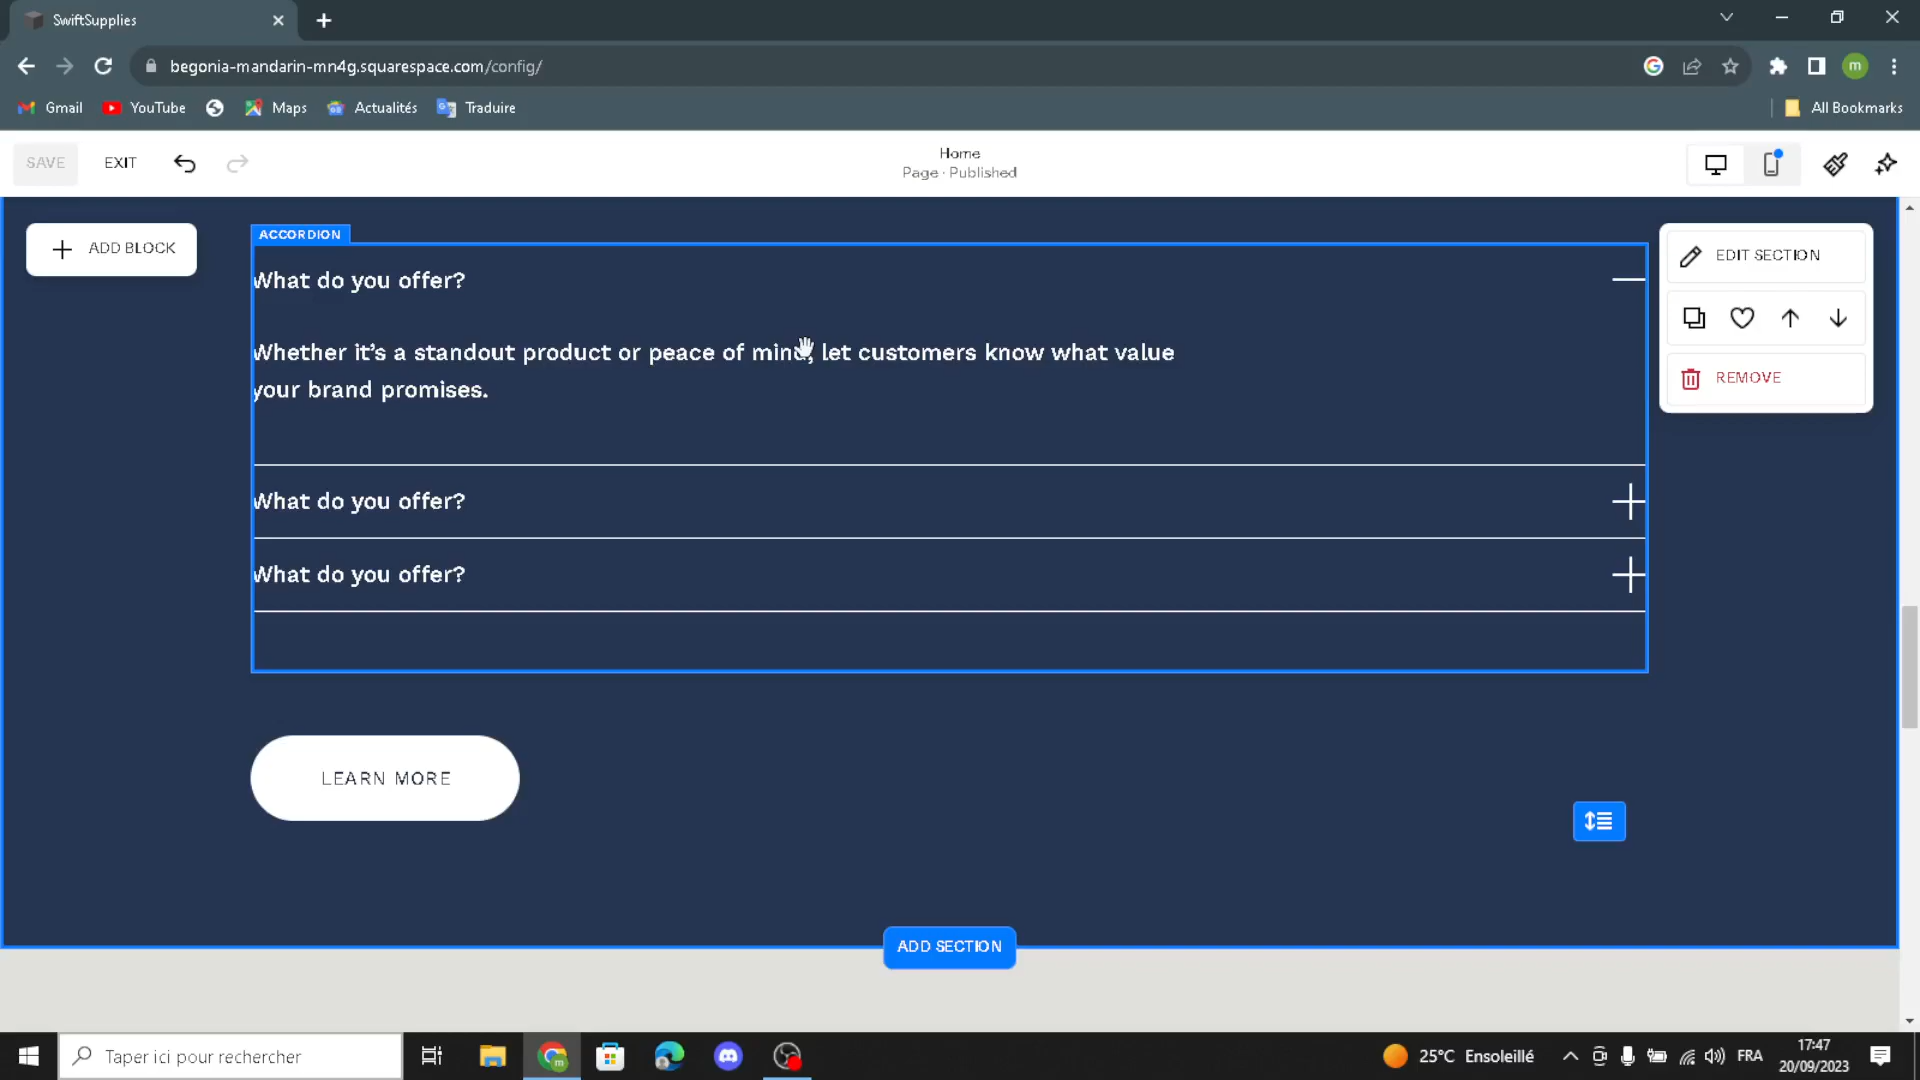 SwiftSupplies
begonia-mandarin-mn4g.squarespace.com/config/
m
Gmail
YouTube
Maps
Actualités
Traduire
All Bookmarks
SAVE
EXIT
Home
Page · Published
ADD BLOCK
ACCORDION
What do you offer?
Whether it's a standout product or peace of mind, let customers know what value
your brand promises.
What do you offer?
What do you offer?
LEARN MORE
EDIT SECTION
REMOVE
ADD SECTION
Taper ici pour rechercher
25°C Ensoleillé
FRA
17:47
20/09/2023